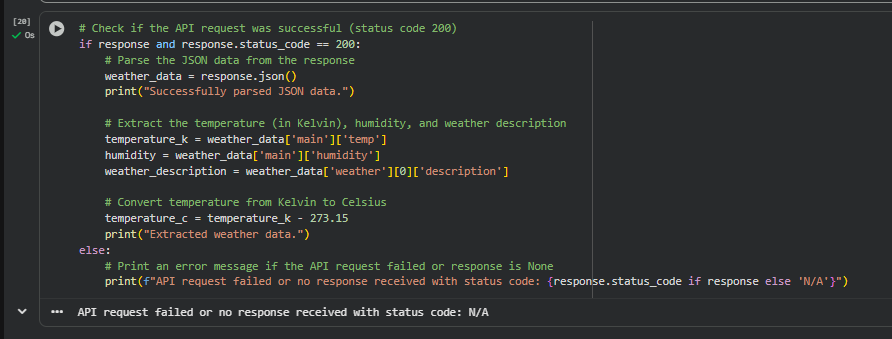 [20]
0s
# Check if the API request was successful (status code 200)
if response and response.status_code == 200:
    # Parse the JSON data from the response
    weather_data = response.json()
    print("Successfully parsed JSON data.")

    # Extract the temperature (in Kelvin), humidity, and weather description
    temperature_k = weather_data['main']['temp']
    humidity = weather_data['main']['humidity']
    weather_description = weather_data['weather'][0]['description']

    # Convert temperature from Kelvin to Celsius
    temperature_c = temperature_k - 273.15
    print("Extracted weather data.")
else:
    # Print an error message if the API request failed or response is None
    print(f"API request failed or no response received with status code: {response.status_code if response else 'N/A'}")
API request failed or no response received with status code: N/A